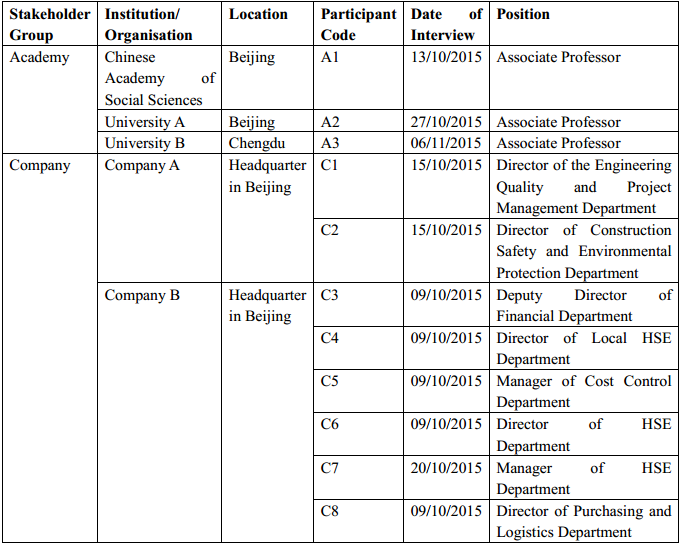 Stakeholder Group Institution/ Organisation Location Participant Code Date of Interview Position
Academy Chinese Academy of Social Sciences Beijing A1 13/10/2015 Associate Professor
University A Beijing A2 27/10/2015 Associate Professor
University B Chengdu A3 06/11/2015 Associate Professor
Company Company A Headquarter in Beijing C1 15/10/2015 Director of the Engineering Quality and Project Management Department
C2 15/10/2015 Director of Construction Safety and Environmental Protection Department
Company B Headquarter in Beijing C3 09/10/2015 Deputy Director of Financial Department
C4 09/10/2015 Director of Local HSE Department
C5 09/10/2015 Manager of Cost Control Department
C6 09/10/2015 Director of HSE Department
C7 20/10/2015 Manager of HSE Department
C8 09/10/2015 Director of Purchasing and Logistics Department